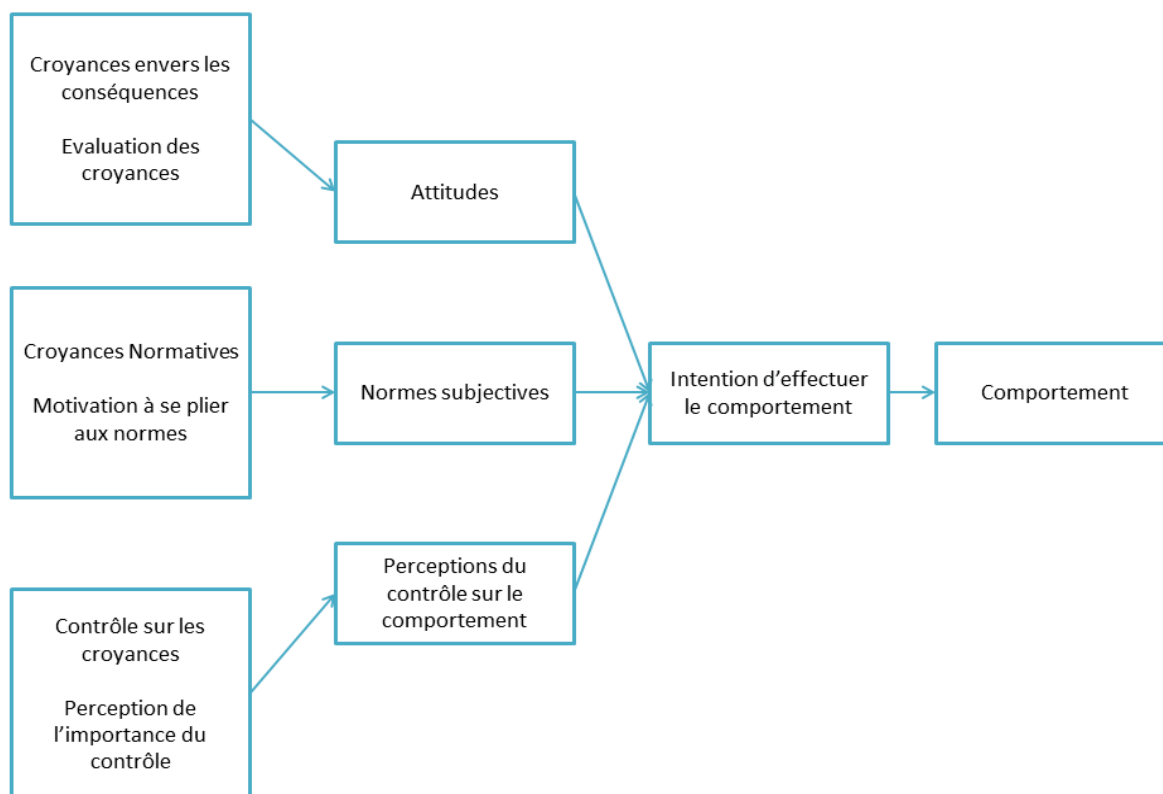 Croyances envers les
conséquences
Evaluation des
croyances
Attitudes
Croyances Normatives
Motivation à se plier
aux normes
Normes subjectives
Intention d’effectuer
le comportement
Comportement
Perceptions du
contrôle sur le
comportement
Contrôle sur les
croyances
Perception de
l’importance du
contrôle